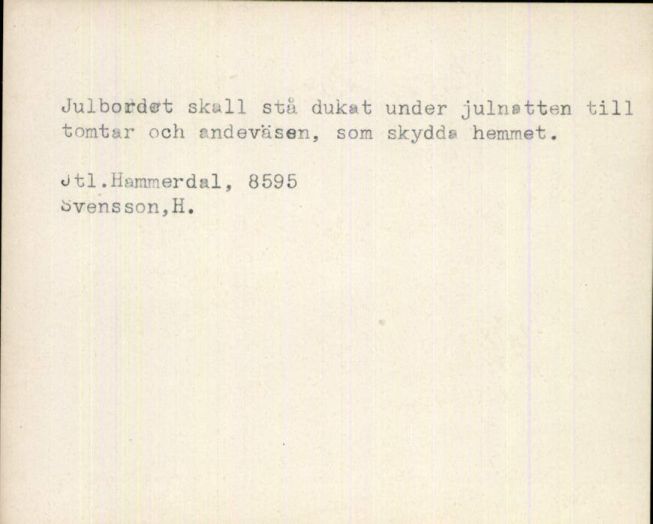 Julbordet skall stå dukat under julnatten till
tomtar och andeväsen, som skydda hemmet.
Jtl.Hammerdal, 8595
Svensson,H.